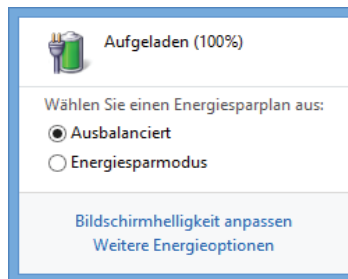 Aufgeladen (100%)
Wählen Sie einen Energiesparplan aus:
Ausbalanciert
Energiesparmodus
Bildschirmhelligkeit anpassen
Weitere Energieoptionen